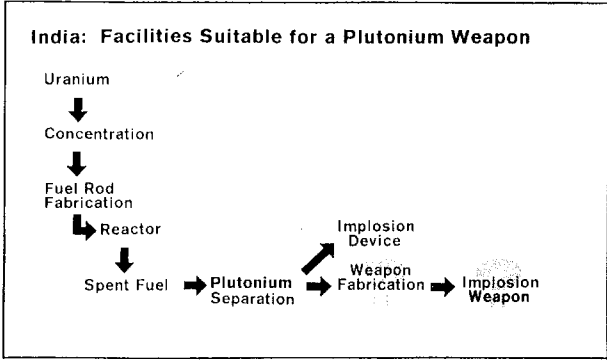 India: Facilities Suitable for a Plutonium Weapon
Uranium
Concentration
Fuel Rod
Fabrication
Reactor
Spent Fuel
Plutonium
Separation
Implosion
Device
Weapon
Fabrication
Implosion
Weapon